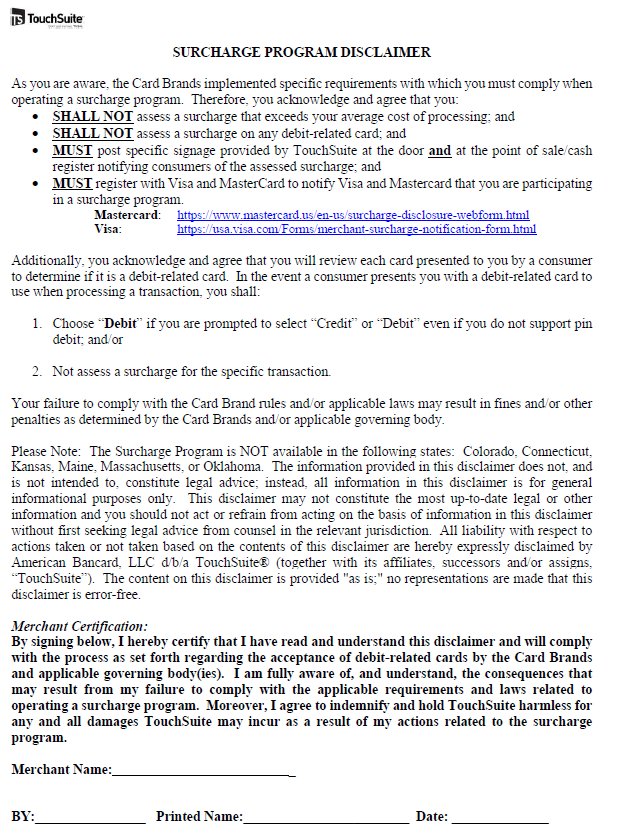 TS TouchSuite
SURCHARGE PROGRAM DISCLAIMER
As you are aware, the Card Brands implemented specific requirements with which you must comply when
operating a surcharge program. Therefore, you acknowledge and agree that you:
• SHALL NOT assess a surcharge that exceeds your average cost of processing; and
• SHALL NOT assess a surcharge on any debit-related card; and
• MUST post specific signage provided by TouchSuite at the door and at the point of sale/cash
register notifying consumers of the assessed surcharge; and
• MUST register with Visa and MasterCard to notify Visa and Mastercard that you are participating
in a surcharge program.
Mastercard: https://www.mastercard.us/en-us/surcharge-disclosure-webform.html
Visa: https://usa.visa.com/Forms/merchant-surcharge-notification-form.html
Additionally, you acknowledge and agree that you will review each card presented to you by a consumer
to determine if it is a debit-related card. In the event a consumer presents you with a debit-related card to
use when processing a transaction, you shall:
1. Choose “Debit” if you are prompted to select “Credit” or “Debit” even if you do not support pin
debit; and/or
2. Not assess a surcharge for the specific transaction.
Your failure to comply with the Card Brand rules and/or applicable laws may result in fines and/or other
penalties as determined by the Card Brands and/or applicable governing body.
Please Note: The Surcharge Program is NOT available in the following states: Colorado, Connecticut,
Kansas, Maine, Massachusetts, or Oklahoma. The information provided in this disclaimer does not, and
is not intended to, constitute legal advice; instead, all information in this disclaimer is for general
informational purposes only. This disclaimer may not constitute the most up-to-date legal or other
information and you should not act or refrain from acting on the basis of information in this disclaimer
without first seeking legal advice from counsel in the relevant jurisdiction. All liability with respect to
actions taken or not taken based on the contents of this disclaimer are hereby expressly disclaimed by
American Bancard, LLC d/b/a TouchSuite® (together with its affiliates, successors and/or assigns,
“TouchSuite”). The content on this disclaimer is provided "as is;" no representations are made that this
disclaimer is error-free.
Merchant Certification:
By signing below, I hereby certify that I have read and understand this disclaimer and will comply
with the process as set forth regarding the acceptance of debit-related cards by the Card Brands
and applicable governing body(ies). I am fully aware of, and understand, the consequences that
may result from my failure to comply with the applicable requirements and laws related to
operating a surcharge program. Moreover, I agree to indemnify and hold TouchSuite harmless for
any and all damages TouchSuite may incur as a result of my actions related to the surcharge
program.
Merchant Name:__________________________
BY:________________ Printed Name:________________________ Date: ______________